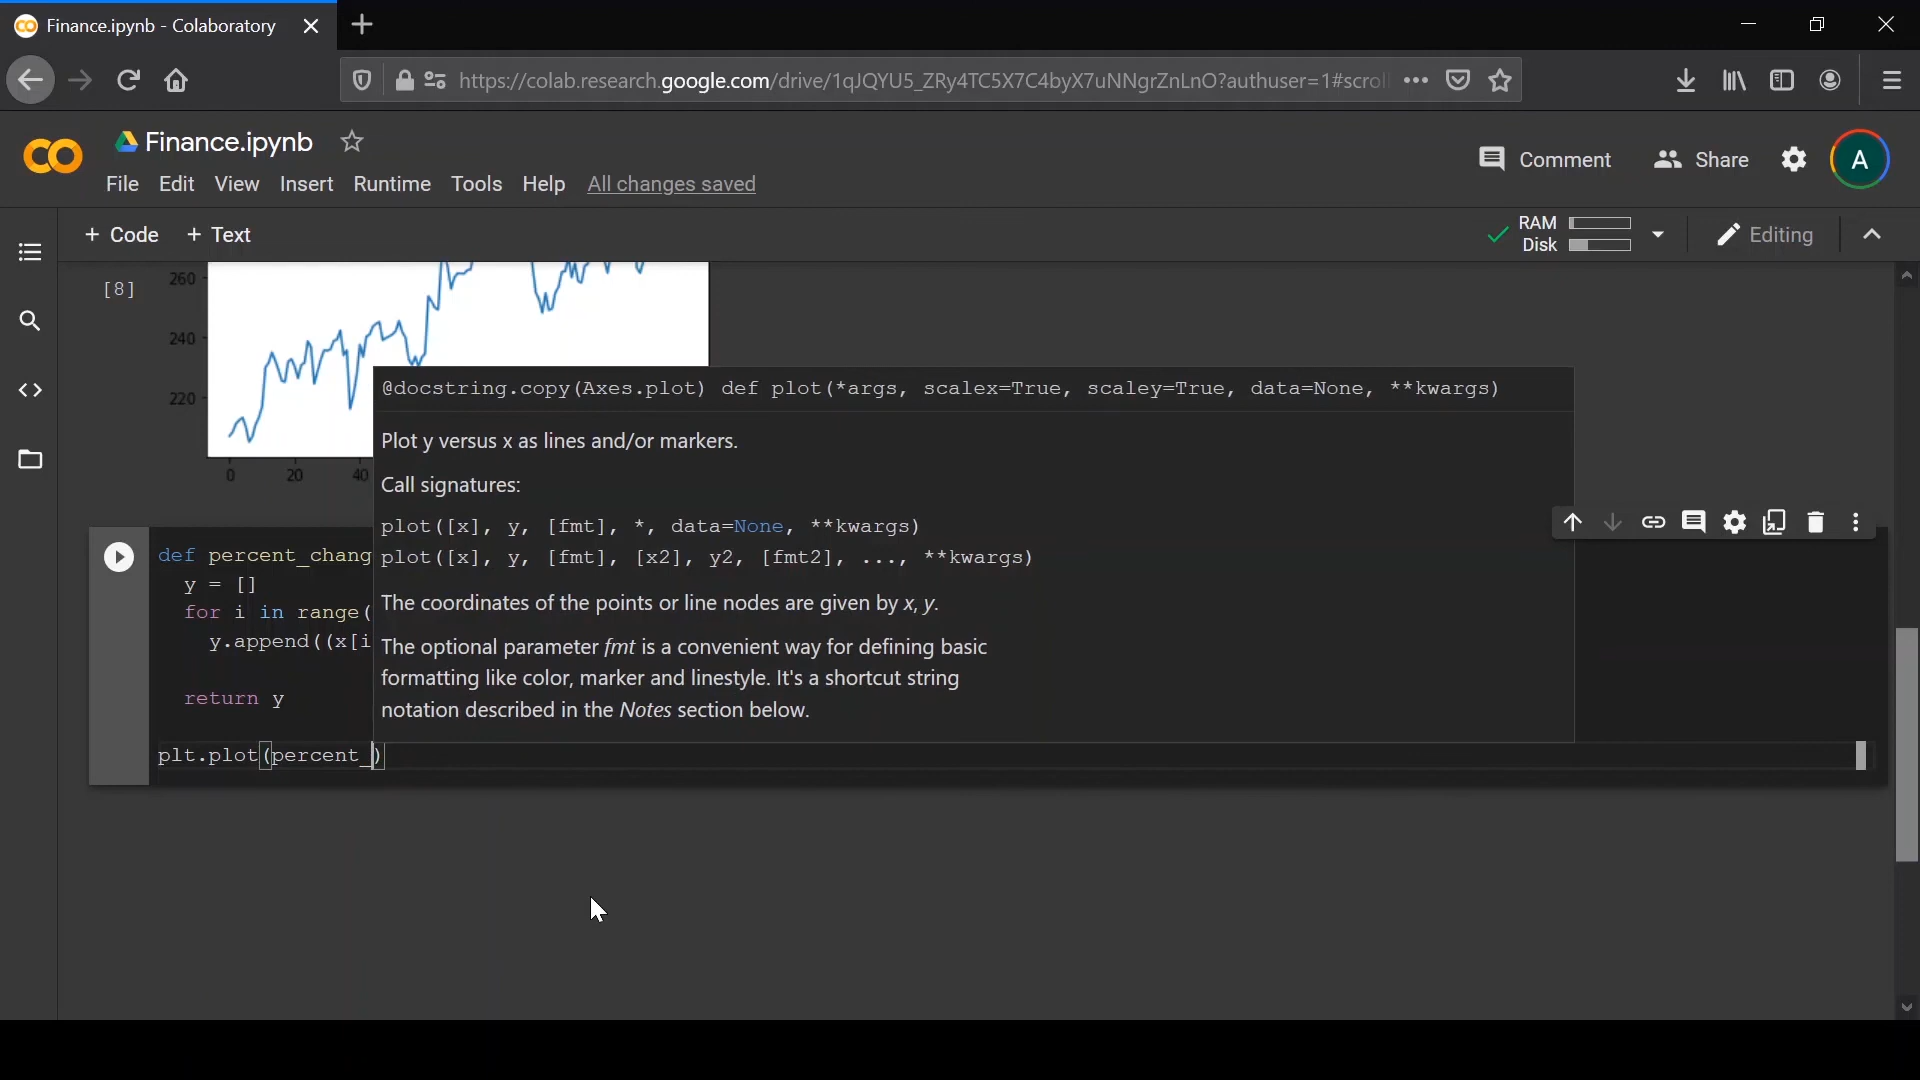 Finance.ipynb - Colaboratory
https://colab.research.google.com/drive/1qJQYU5_ZRy4TC5X7C4byX7uNNgrZnLnO?authuser=1#scrol
Finance.ipynb
Comment
Share
A
File Edit View Insert Runtime Tools Help All changes saved
+ Code + Text
RAM
Disk
Editing
[8]
260
240
220
0 20 40
@docstring.copy(Axes.plot) def plot(*args, scalex=True, scaley=True, data=None, **kwargs)
Plot y versus x as lines and/or markers.
Call signatures:
plot([x], y, [fmt], *, data=None, **kwargs)
plot([x], y, [fmt], [x2], y2, [fmt2], ..., **kwargs)
The coordinates of the points or line nodes are given by x, y.
The optional parameter fmt is a convenient way for defining basic
formatting like color, marker and linestyle. It's a shortcut string
notation described in the Notes section below.
def percent_chang
y = []
for i in range(
y.append((x[i
return y
plt.plot(percent_)